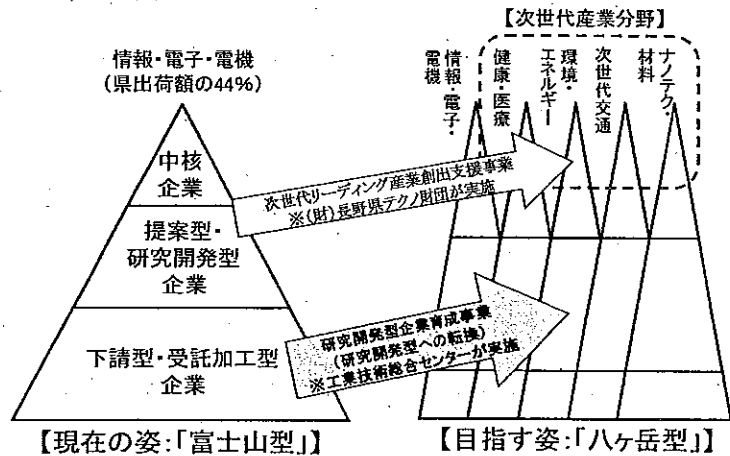 情報・電子・電機
(県出荷額の44%)
中核
企業
提案型・
研究開発型
企業
下請型・受託加工型
企業
【現在の姿:「富士山型」】
次世代リーディング産業創出支援事業
※(財)長野県テクノ財団が実施
研究開発型企業育成事業
(研究開発型への転換)
※工業技術総合センターが実施
【次世代産業分野】
情報・電子・
電機
健康・医療
環境・
エネルギー
次世代交通
ナノテク・
材料
【目指す姿:「八ヶ岳型」】